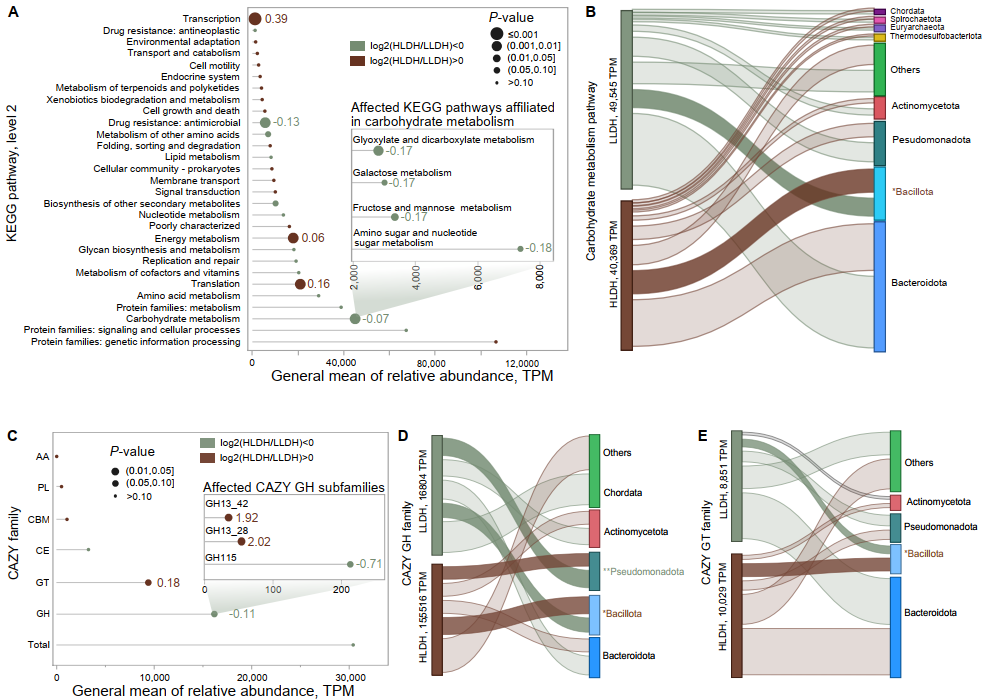 A
KEGG pathway, level 2
Transcription
Drug resistance: antineoplastic
Environmental adaptation
Transport and catabolism
Cell motility
Endocrine system
Metabolism of terpenoids and polyketides
Xenobiotics biodegradation and metabolism
Cell growth and death
Drug resistance: antimicrobial
Metabolism of other amino acids
Folding, sorting and degradation
Lipid metabolism
Cellular community - prokaryotes
Membrane transport
Signal transduction
Biosynthesis of other secondary metabolites
Nucleotide metabolism
Poorly characterized
Energy metabolism
Glycan biosynthesis and metabolism
Replication and repair
Metabolism of cofactors and vitamins
Translation
Amino acid metabolism
Protein families: metabolism
Carbohydrate metabolism
Protein families: signaling and cellular processes
Protein families: genetic information processing
0.39
-0.13
0.06
0.16
-0.07
log2(HLDH/LLDH)<0
log2(HLDH/LLDH)>0
P-value
≤0.001
(0.001,0.01]
(0.01,0.05]
(0.05,0.10]
>0.10
Affected KEGG pathways affiliated
in carbohydrate metabolism
Glyoxylate and dicarboxylate metabolism
-0.17
Galactose metabolism
-0.17
Fructose and mannose metabolism
-0.17
Amino sugar and nucleotide
sugar metabolism
-0.18
2,000
4,000
6,000
8,000
0
40,000
80,000
12,0000
General mean of relative abundance, TPM
B
Carbohydrate metabolism pathway
LLDH, 49,545 TPM
HLDH, 40,369 TPM
Chordata
Spirochaetota
Euryarchaeota
Thermodesulfobacteriota
Others
Actinomycetota
Pesudomonadota
*Bacillota
Bacteroidota
C
CAZY family
AA
PL
CBM
CE
GT
GH
Total
0.18
-0.11
P-value
(0.01,0.05]
(0.05,0.10]
>0.10
log2(HLDH/LLDH)<0
log2(HLDH/LLDH)>0
Affected CAZY GH subfamilies
GH13_42
1.92
GH13_28
2.02
GH115
-0.71
0
100
200
0
10,000
20,000
30,000
General mean of relative abundance, TPM
D
CAZY GH family
LLDH, 16804 TPM
HLDH, 155516 TPM
Others
Chordata
Actinomycetota
**Pseudomonadota
*Bacillota
Bacteroidota
E
CAZY GT family
LLDH, 8,851 TPM
HLDH, 10,029 TPM
Others
Actinomycetota
Pseudomonadota
*Bacillota
Bacteroidota